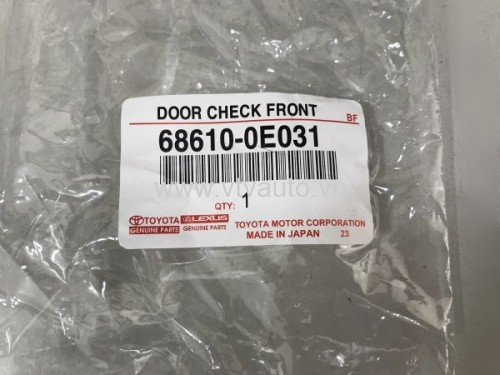 DOOR CHECK FRONT
BF
68610-0E031
www.vtvauto.vn
QTY: 1
TOYOTA LEXUS TOYOTA MOTOR CORPORATION
GENUINE PARTS GENUINE PARTS MADE IN JAPAN 23